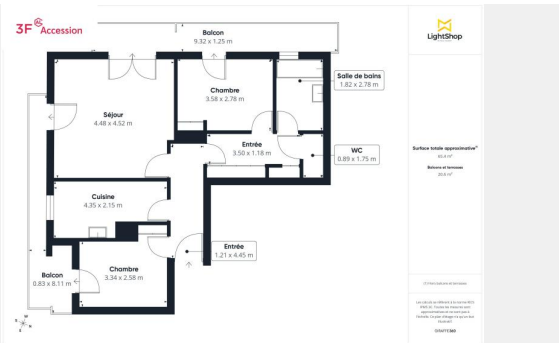 3F Accession
Balcon
9.32 x 1.25 m
LightShop
Salle de bains
1.82 x 2.78 m
Chambre
3.58 x 2.78 m
Séjour
4.48 x 4.52 m
Entrée
3.50 x 1.18 m
WC
0.89 x 1.75 m
Surface totale approximative
Balcons et terrasses
Cuisine
4.35 x 2.15 m
Entrée
1.21 x 4.45 m
Chambre
3.34 x 2.58 m
Balcon
0.83 x 8.11 m
GIRAFFE360